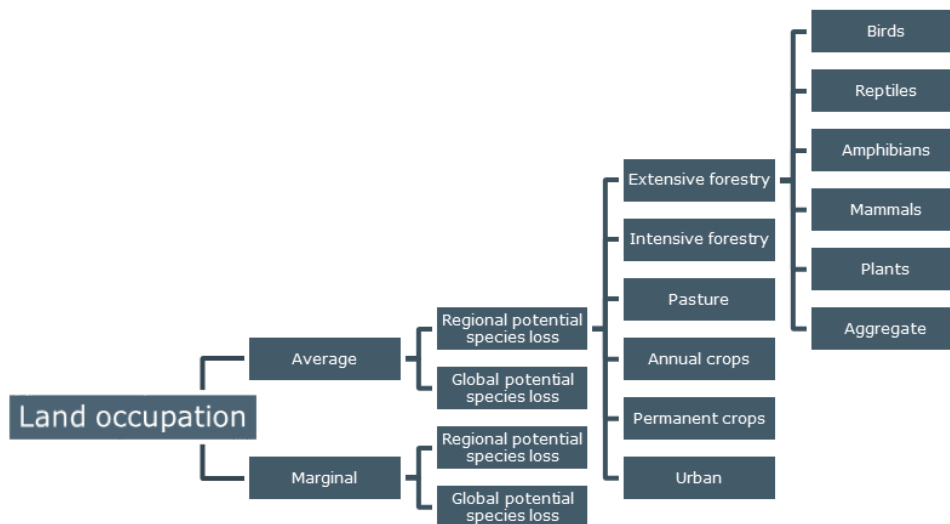 Land occupation
Average
Marginal
Regional potential
species loss
Global potential
species loss
Regional potential
species loss
Global potential
species loss
Extensive forestry
Intensive forestry
Pasture
Annual crops
Permanent crops
Urban
Birds
Reptiles
Amphibians
Mammals
Plants
Aggregate